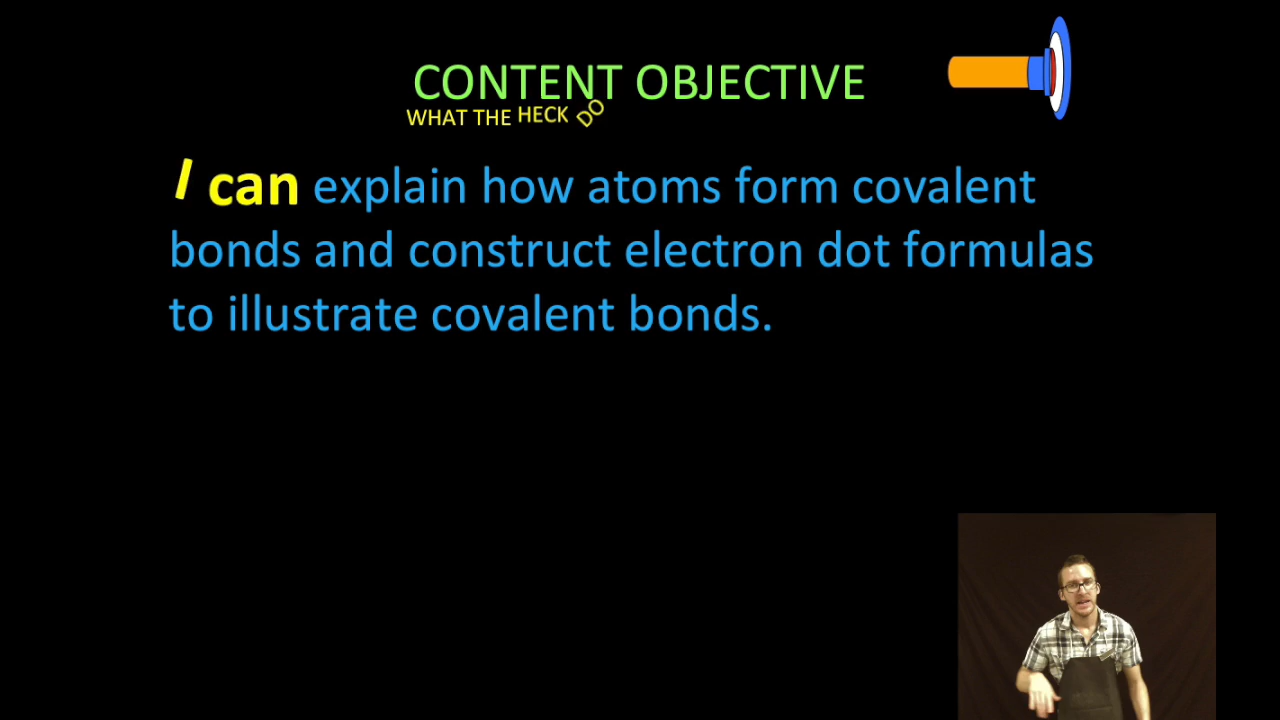 CONTENT OBJECTIVE
WHAT THE HECK DO
I can explain how atoms form covalent
bonds and construct electron dot formulas
to illustrate covalent bonds.